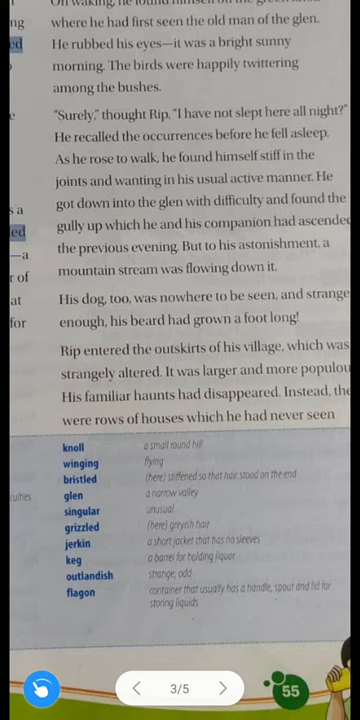 On waking, he found himself on the green knoll
ng where he had first seen the old man of the glen.
ed He rubbed his eyes—it was a bright sunny
morning. The birds were happily twittering
among the bushes.
e "Surely," thought Rip, "I have not slept here all night?"
He recalled the occurrences before he fell asleep.
As he rose to walk, he found himself stiff in the
joints and wanting in his usual active manner. He
s a got down into the glen with difficulty and found the
ed gully up which he and his companion had ascended
—a the previous evening. But to his astonishment, a
r of mountain stream was flowing down it.
at His dog, too, was nowhere to be seen, and strange
for enough, his beard had grown a foot long!
Rip entered the outskirts of his village, which was
strangely altered. It was larger and more populou
His familiar haunts had disappeared. Instead, the
were rows of houses which he had never seen
knoll a small round hill
winging flying
bristled (here) stiffened so that hair stood on the end
culties glen a narrow valley
singular unusual
grizzled (here) greyish hair
jerkin a short jacket that has no sleeves
keg a barrel for holding liquor
outlandish strange; odd
flagon container that usually has a handle, spout and lid for
storing liquids
3/5
55